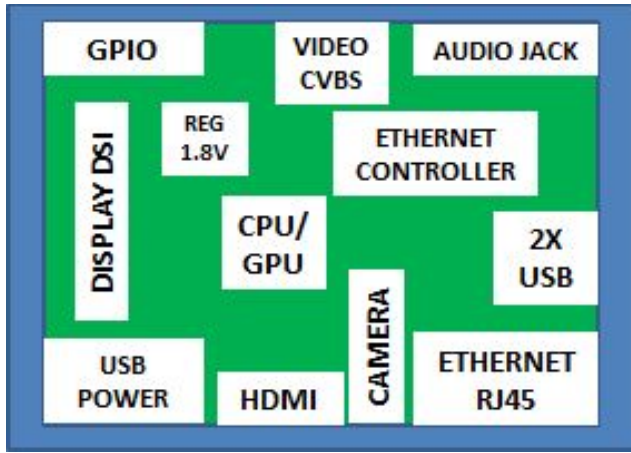 GPIO
VIDEO
CVBS
AUDIO JACK
DISPLAY DSI
REG
1.8V
ETHERNET
CONTROLLER
CPU/
GPU
2X
USB
USB
POWER
HDMI
CAMERA
ETHERNET
RJ45